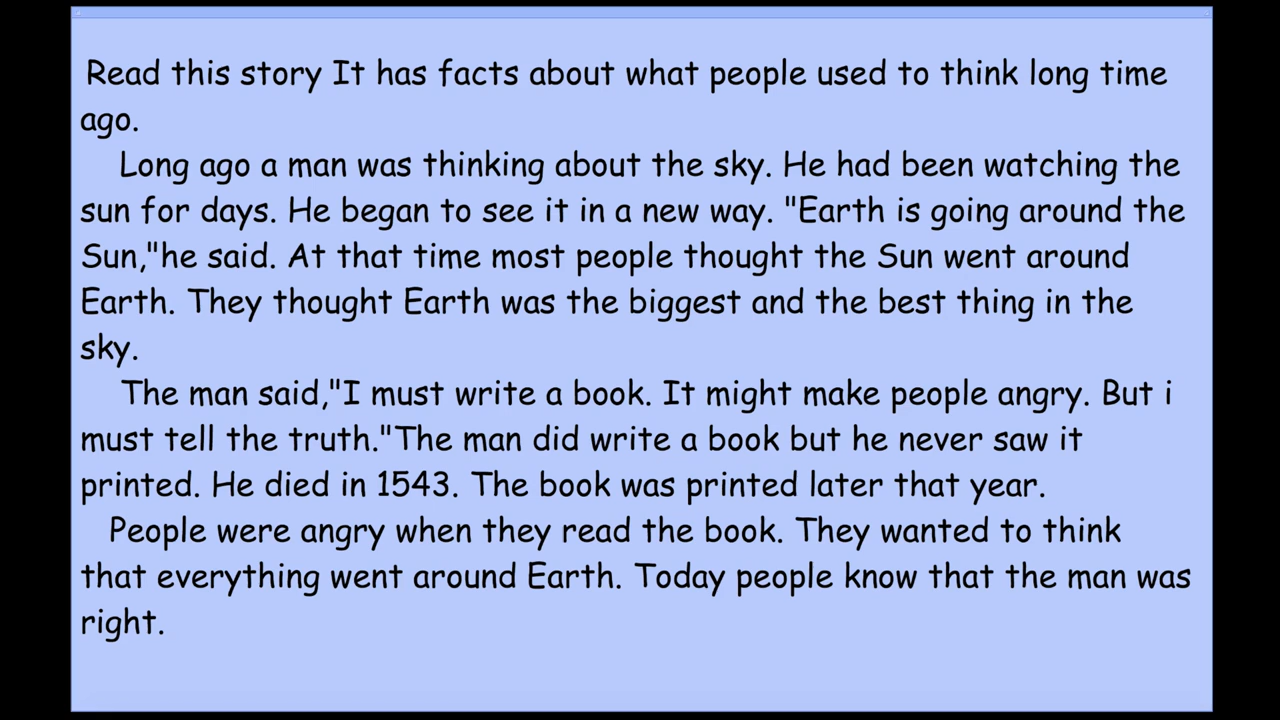 Read this story It has facts about what people used to think long time
ago.
Long ago a man was thinking about the sky. He had been watching the
sun for days. He began to see it in a new way. "Earth is going around the
Sun,"he said. At that time most people thought the Sun went around
Earth. They thought Earth was the biggest and the best thing in the
sky.
The man said,"I must write a book. It might make people angry. But i
must tell the truth."The man did write a book but he never saw it
printed. He died in 1543. The book was printed later that year.
People were angry when they read the book. They wanted to think
that everything went around Earth. Today people know that the man was
right.